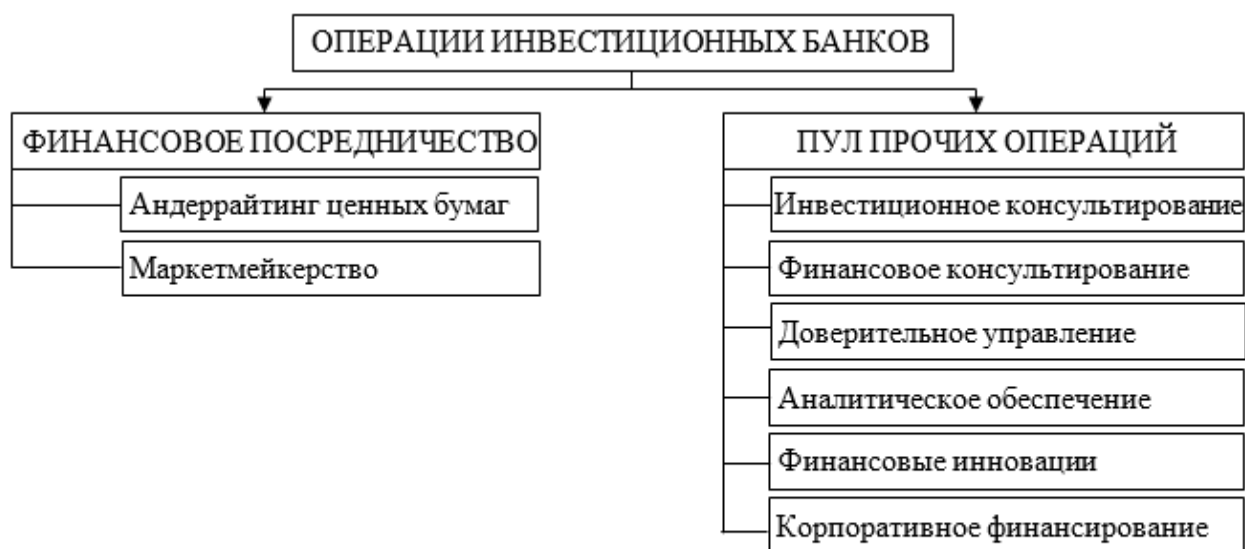 ОПЕРАЦИИ ИНВЕСТИЦИОННЫХ БАНКОВ
ФИНАНСОВОЕ ПОСРЕДНИЧЕСТВО
Андеррайтинг ценных бумаг
Маркетмейкерство
ПУЛ ПРОЧИХ ОПЕРАЦИЙ
Инвестиционное консультирование
Финансовое консультирование
Доверительное управление
Аналитическое обеспечение
Финансовые инновации
Корпоративное финансирование